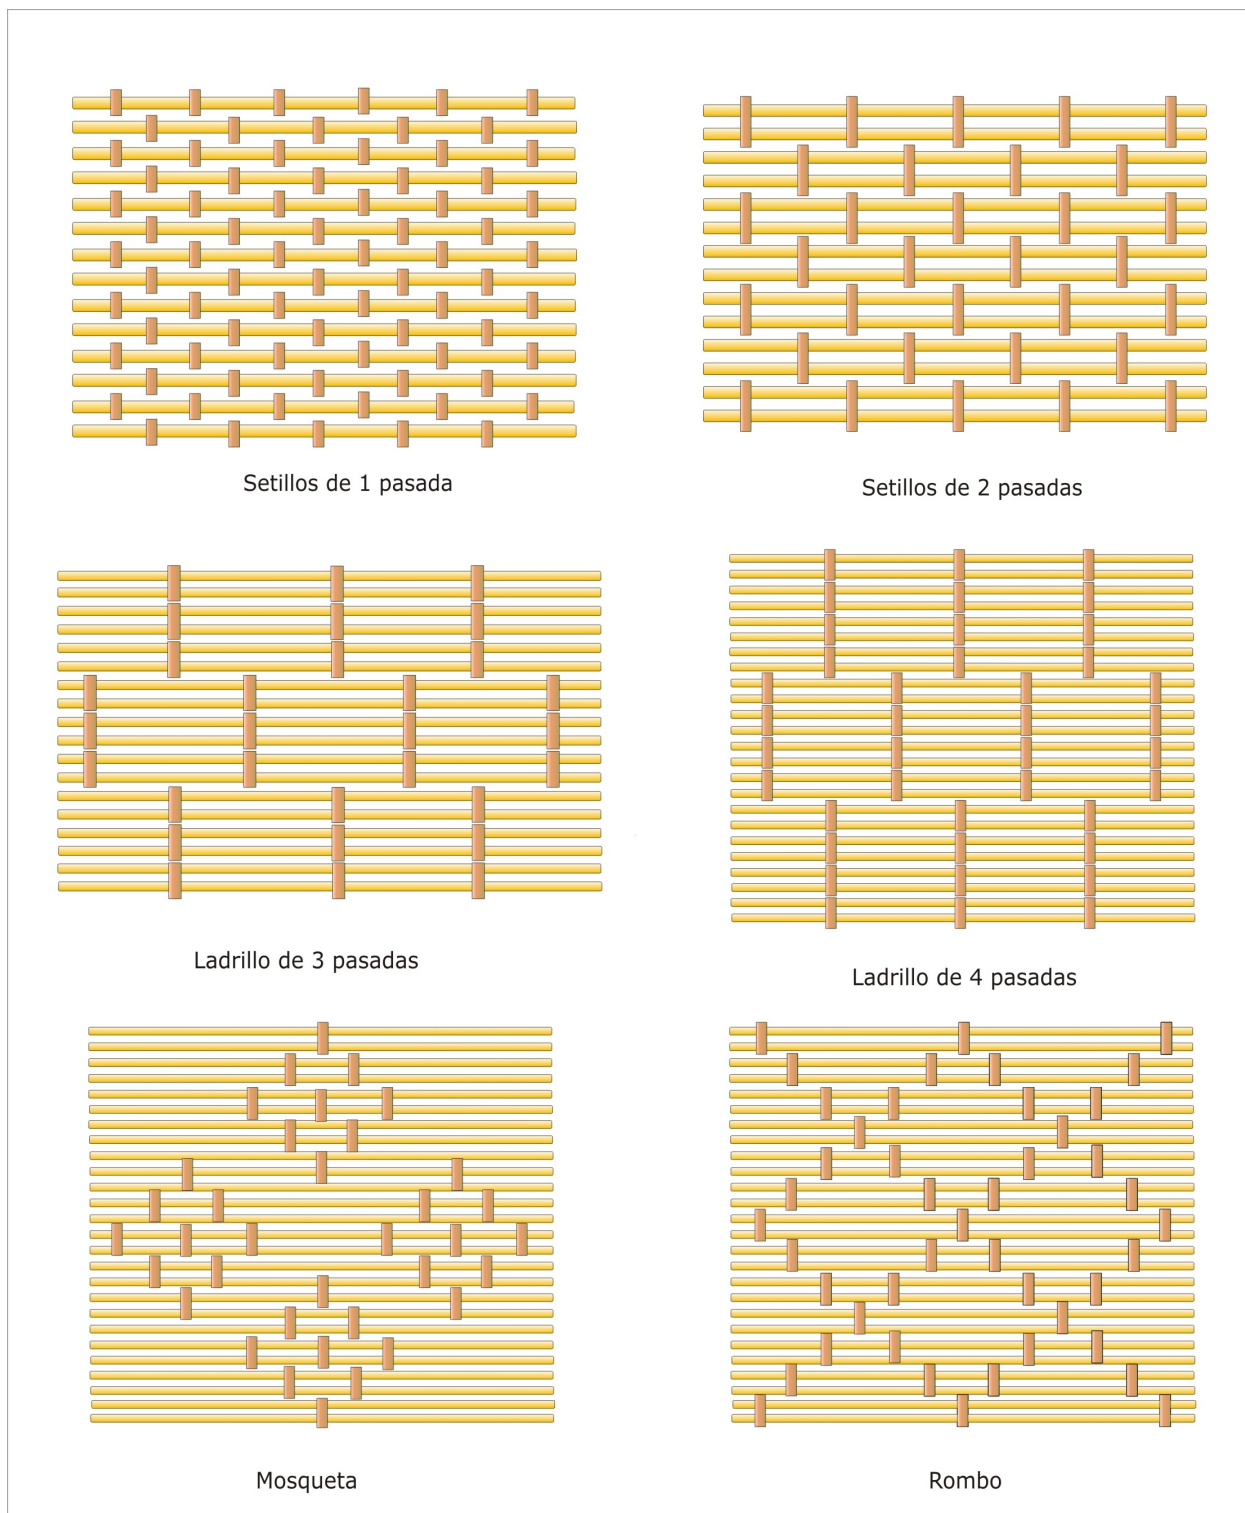 Setillos de 1 pasada
Setillos de 2 pasadas
Ladrillo de 3 pasadas
Ladrillo de 4 pasadas
Mosqueta
Rombo